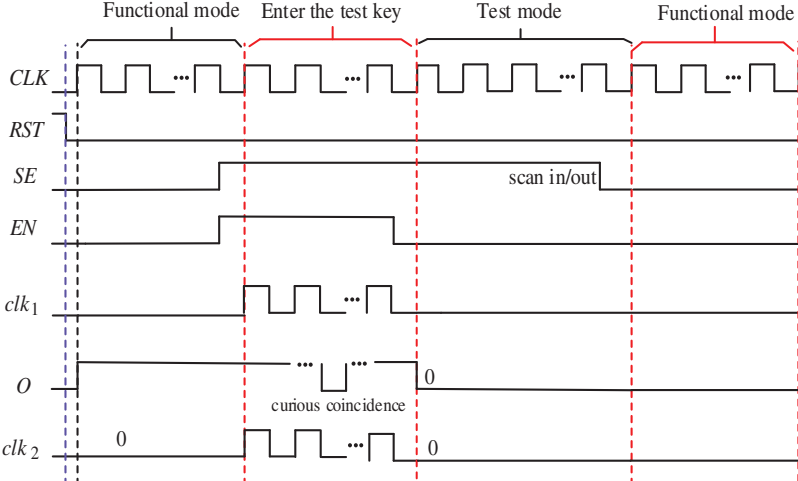 Functional mode Enter the test key Test mode Functional mode
CLK ... ... ... ...
RST
SE scan in/out
EN
clk1 ...
... ...
O 0
curious coincidence
clk2 0 ... 0